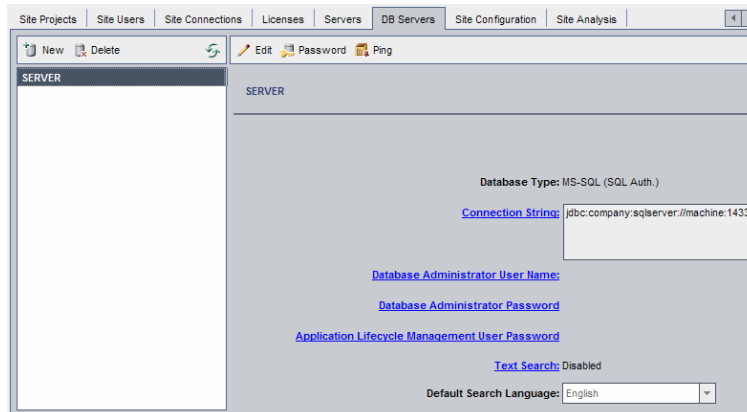 Site Projects Site Users Site Connections Licenses Servers DB Servers Site Configuration Site Analysis
New Delete Edit Password Ping
SERVER
SERVER
Database Type: MS-SQL (SQL Auth.)
Connection String: jdbc:company:sqlserver://machine:1433
Database Administrator User Name:
Database Administrator Password
Application Lifecycle Management User Password
Text Search: Disabled
Default Search Language: English